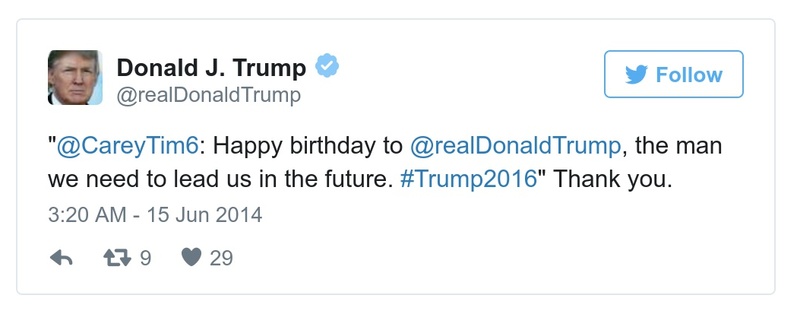 Donald J. Trump
@realDonaldTrump
Follow
"@CareyTim6: Happy birthday to @realDonaldTrump, the man
we need to lead us in the future. #Trump2016" Thank you.
3:20 AM - 15 Jun 2014
9 29